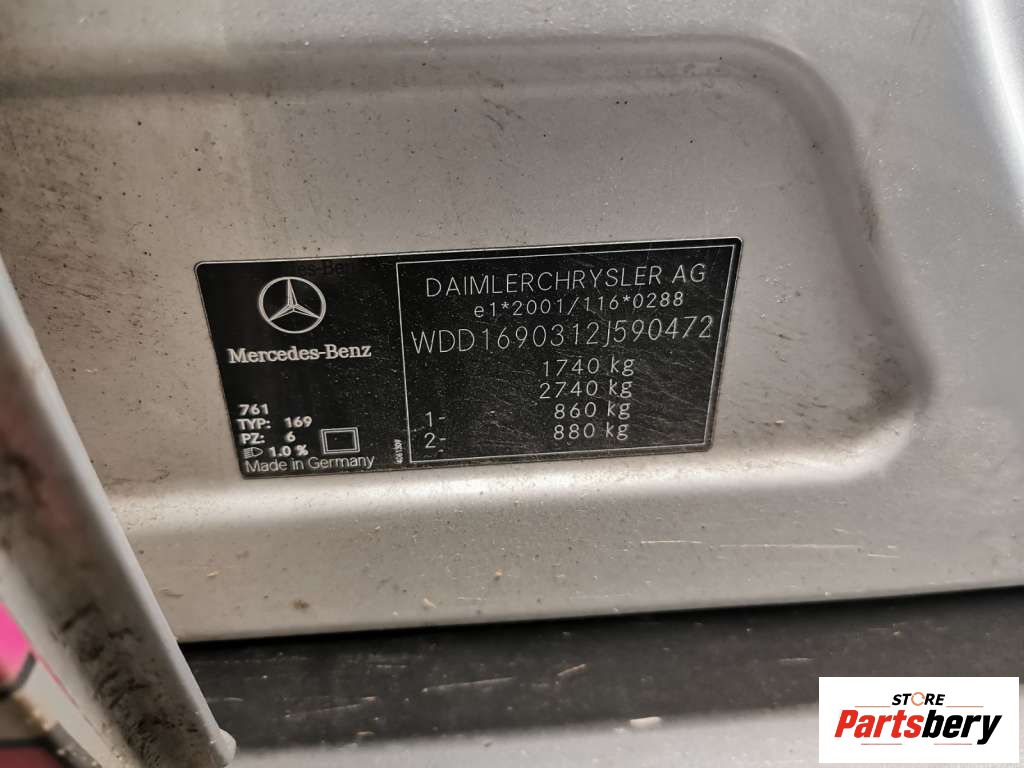 Mercedes-Benz
761
TYP: 169
PZ: 6
1.0 %
Made in Germany
DAIMLERCHRYSLER AG
e1*2001/116*0288
WDD1690312J590472
1740 kg
2740 kg
1- 860 kg
2- 880 kg
STORE
Partsbery